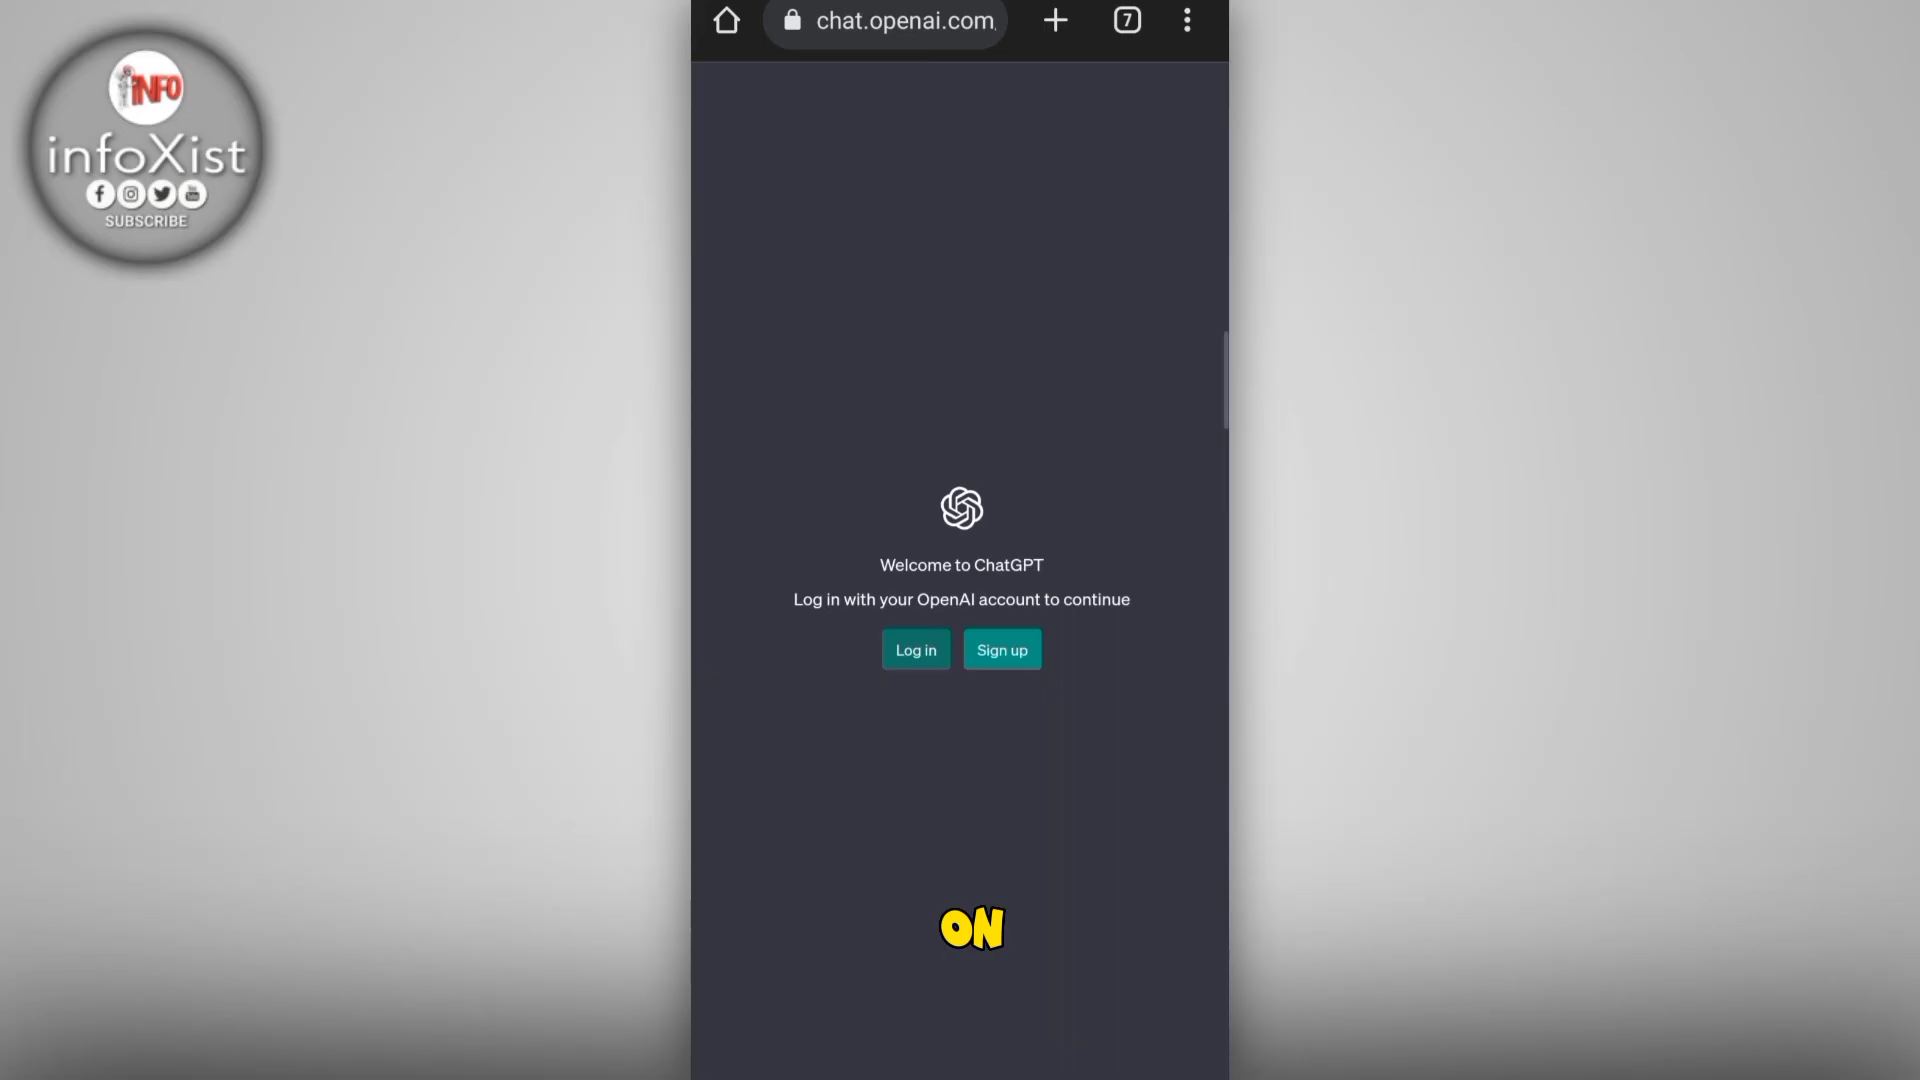 chat.openai.com
7
INFO
infoXist
SUBSCRIBE
Welcome to ChatGPT
Log in with your OpenAI account to continue
Log in Sign up
ON